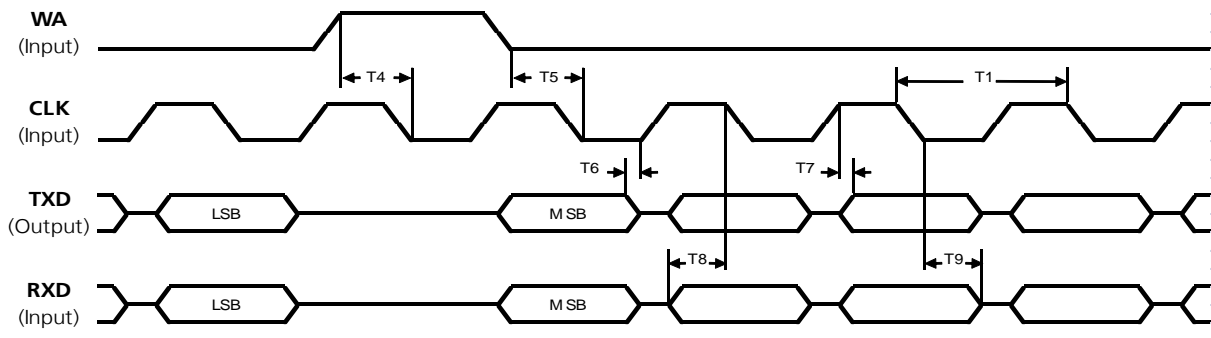 WA
(Input)
T4
T5
T1
CLK
(Input)
T6
T7
TXD
(Output)
LSB
MSB
T8
T9
RXD
(Input)
LSB
MSB